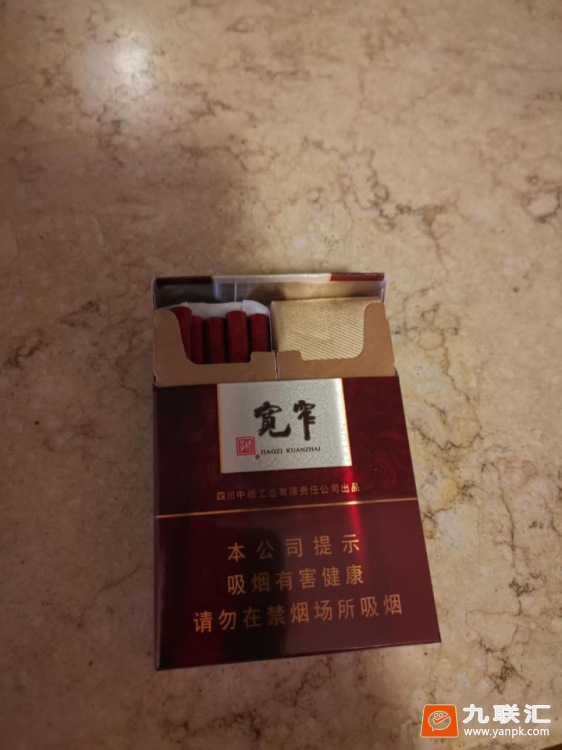 宽窄
JIAOZI KUANZHAI
四川中烟工业有限责任公司出品
本公司提示
吸烟有害健康
请勿在禁烟场所吸烟
九联汇
www.yanpk.com